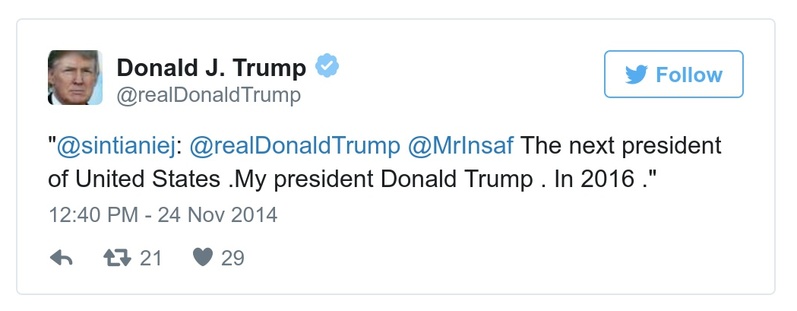 Donald J. Trump
@realDonaldTrump
Follow
"@sintianiej: @realDonaldTrump @MrInsaf The next president
of United States .My president Donald Trump . In 2016 ."
12:40 PM - 24 Nov 2014
21 29